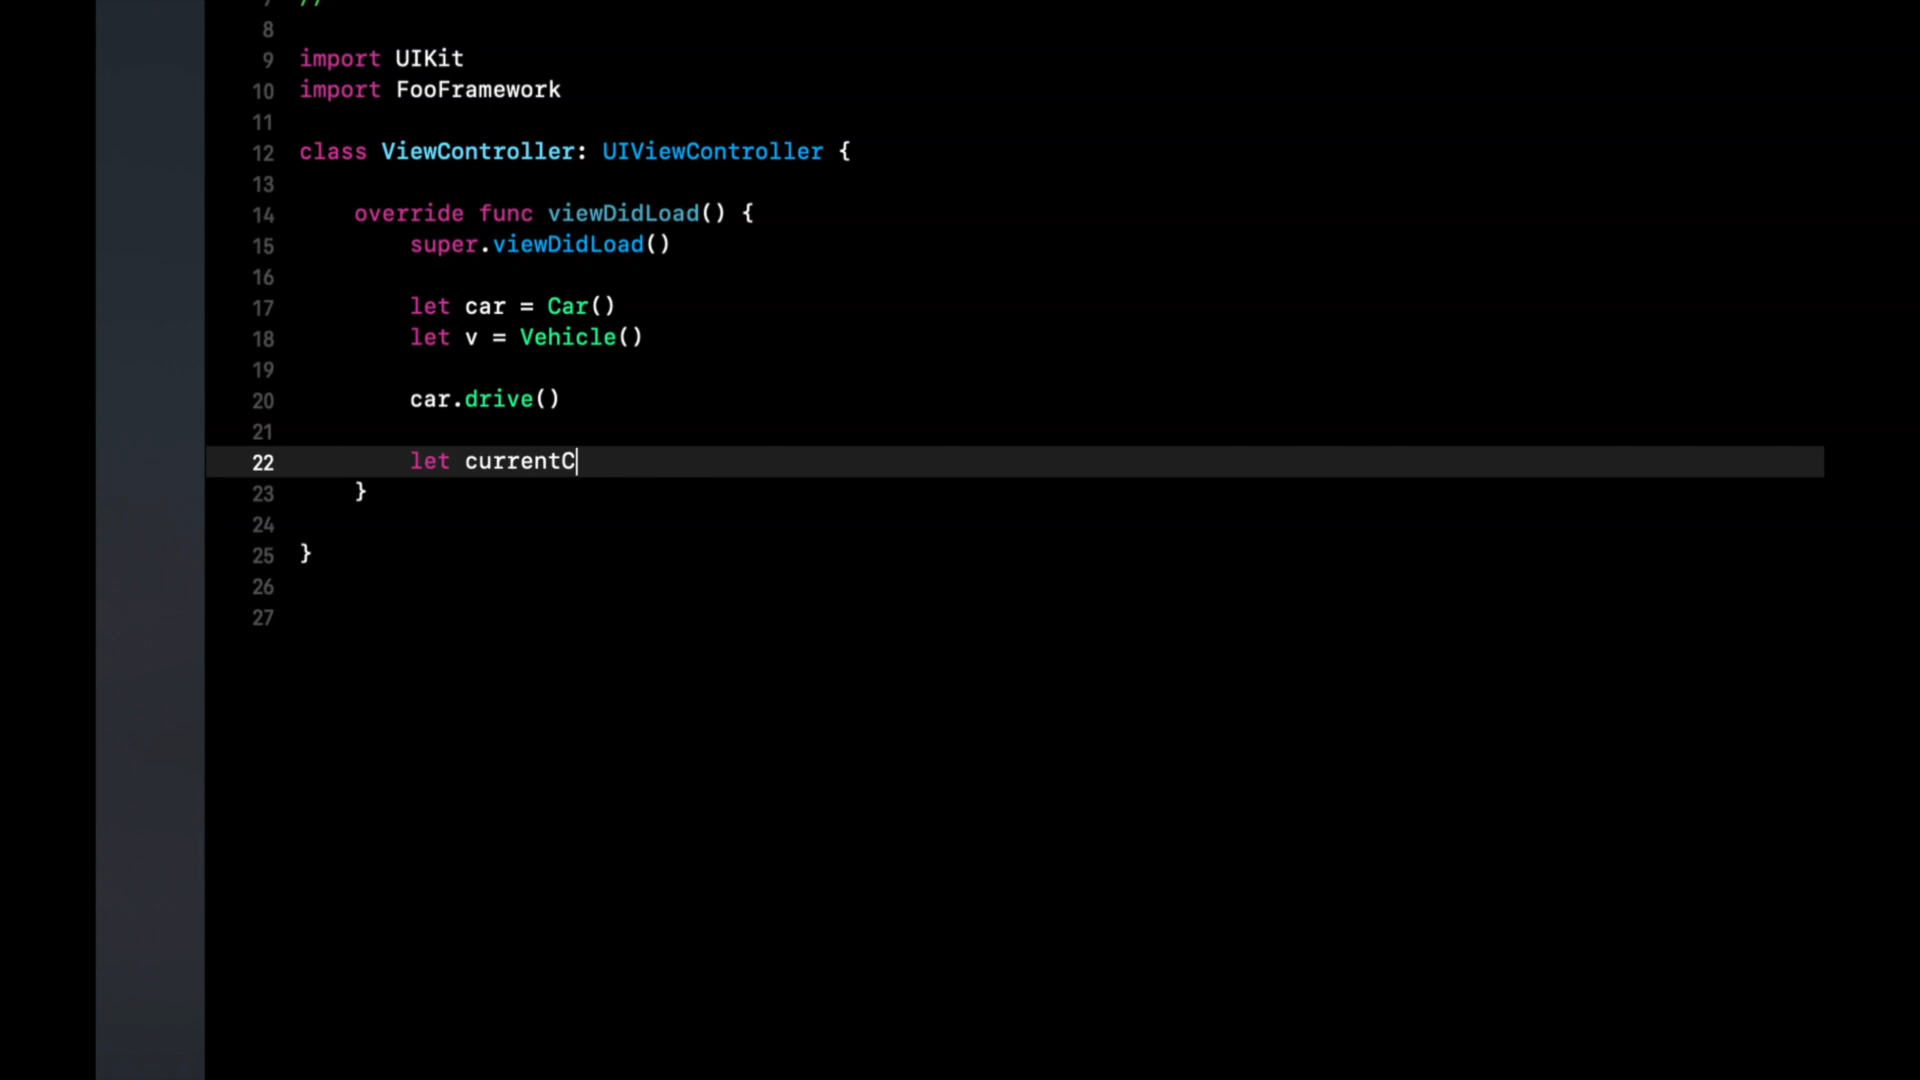 7 //
8
9 import UIKit
10 import FooFramework
11
12 class ViewController: UIViewController {
13
14 override func viewDidLoad() {
15 super.viewDidLoad()
16
17 let car = Car()
18 let v = Vehicle()
19
20 car.drive()
21
22 let currentC
23 }
24
25 }
26
27